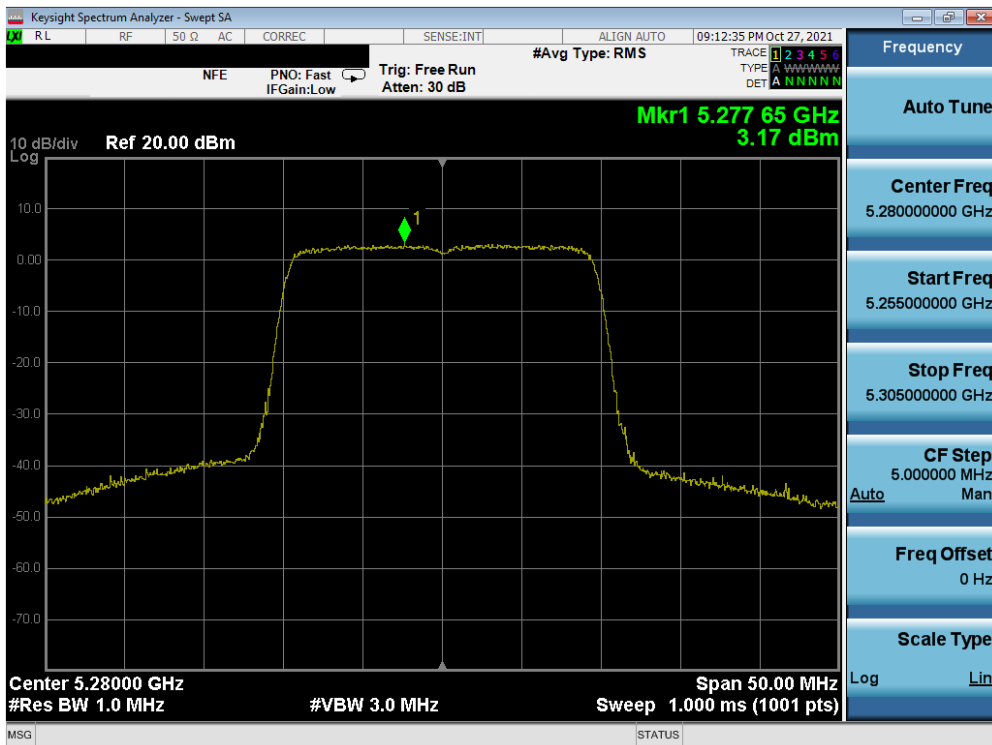 Keysight Spectrum Analyzer - Swept SA
LXI RL RF 50 Ω AC CORREC SENSE:INT ALIGN AUTO 09:12:35 PM Oct 27, 2021
NFE PNO: Fast IFGain:Low Trig: Free Run Atten: 30 dB #Avg Type: RMS
TRACE 1 2 3 4 5 6
TYPE A WWWWW
DET A N N N N N
Mkr1 5.277 65 GHz
3.17 dBm
10 dB/div Ref 20.00 dBm
Log
1
10.0
0.00
-10.0
-20.0
-30.0
-40.0
-50.0
-60.0
-70.0
Center 5.28000 GHz Span 50.00 MHz
#Res BW 1.0 MHz #VBW 3.0 MHz Sweep 1.000 ms (1001 pts)
MSG STATUS
Frequency
Auto Tune
Center Freq
5.280000000 GHz
Start Freq
5.255000000 GHz
Stop Freq
5.305000000 GHz
CF Step
5.000000 MHz
Auto Man
Freq Offset
0 Hz
Scale Type
Log Lin